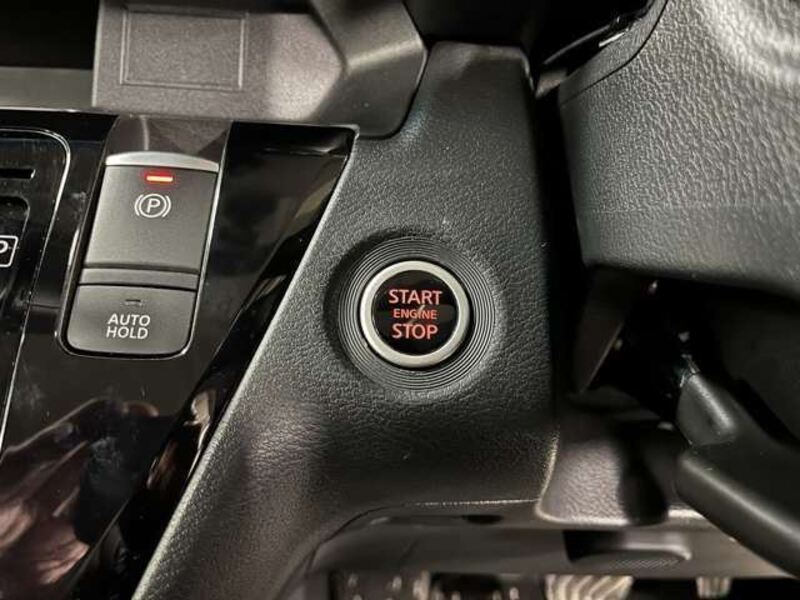 P
(P)
AUTO
HOLD
START
ENGINE
STOP